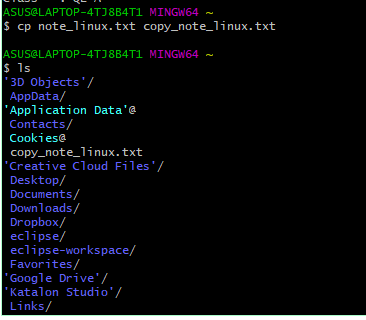 ASUS@LAPTOP-4TJ8B4T1 MINGW64 ~
$ cp note_linux.txt copy_note_linux.txt
ASUS@LAPTOP-4TJ8B4T1 MINGW64 ~
$ ls
'3D Objects'/
AppData/
'Application Data'@
Contacts/
Cookies@
copy_note_linux.txt
'Creative Cloud Files'/
Desktop/
Documents/
Downloads/
Dropbox/
eclipse/
eclipse-workspace/
Favorites/
'Google Drive'/
'Katalon Studio'/
Links/